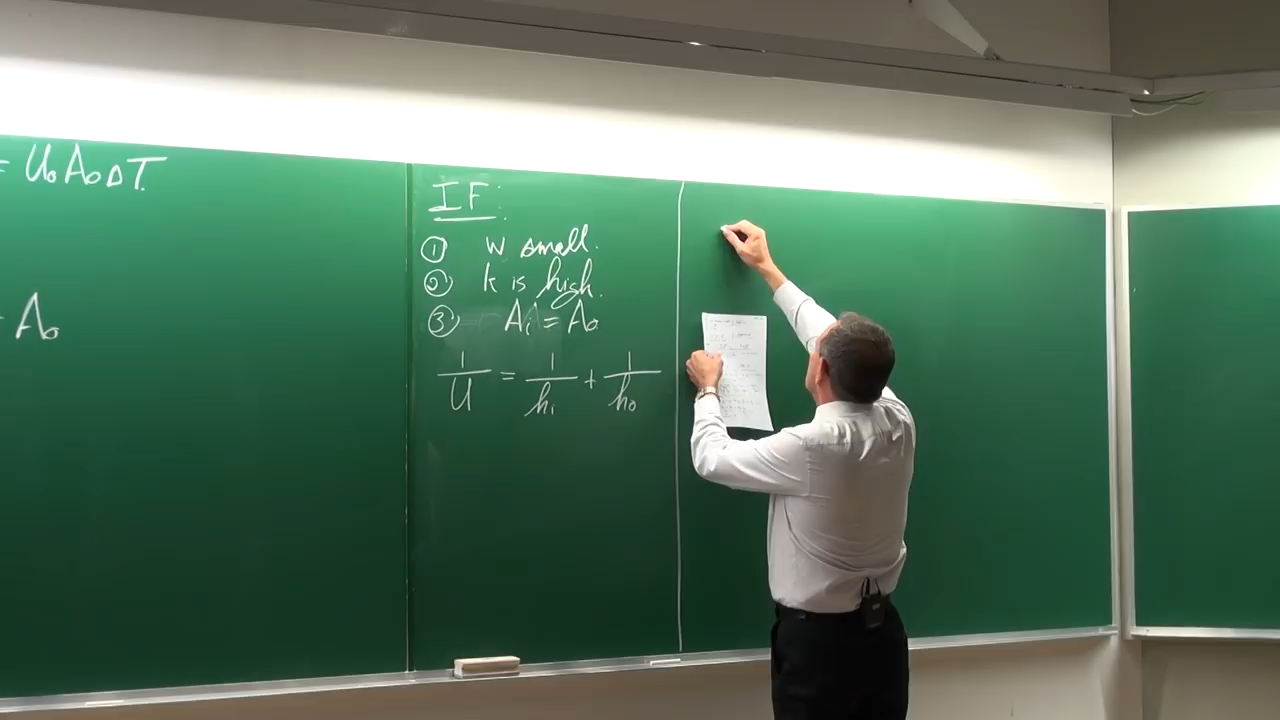 = U₀A₀ΔT.
A₀
IF:
① W small.
② k is high.
③ Aᵢ = A₀
1/U = 1/hᵢ + 1/h₀